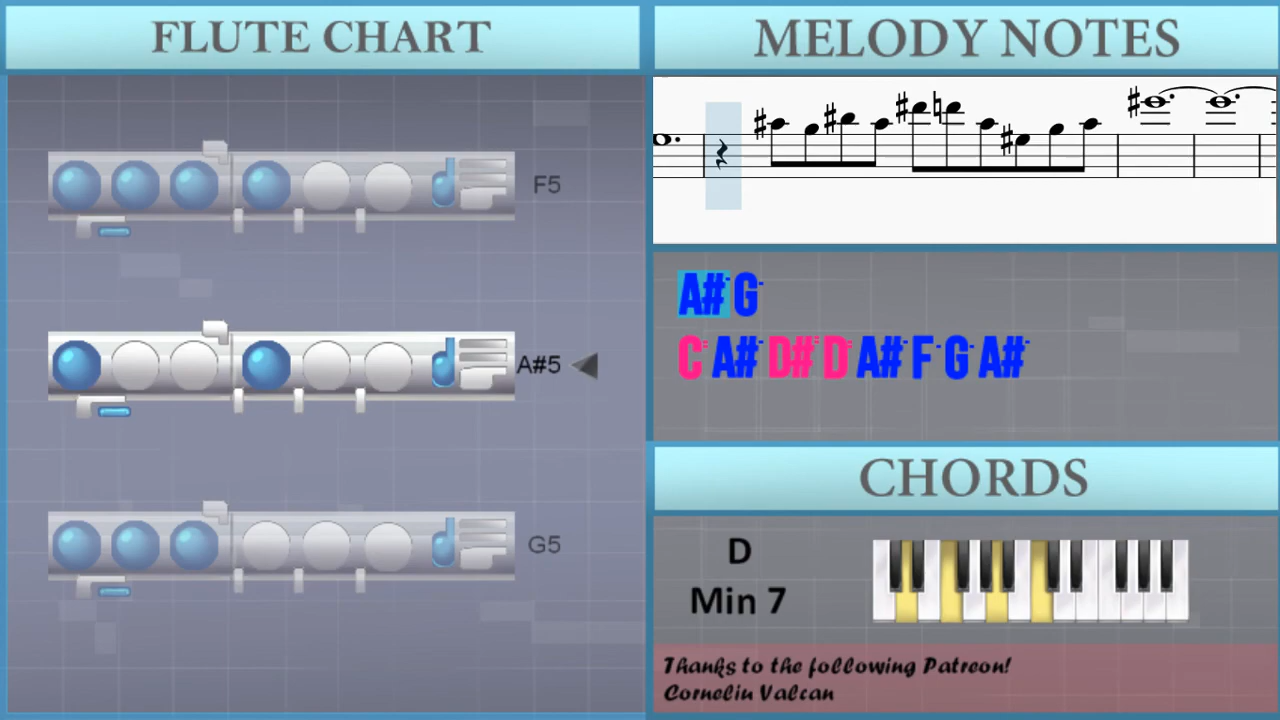 FLUTE CHART
F5
A#5
G5
MELODY NOTES
A# G
C A# D# D A# F G A#
CHORDS
D
Min 7
Thanks to the following Patreon!
Cornelin Valcan